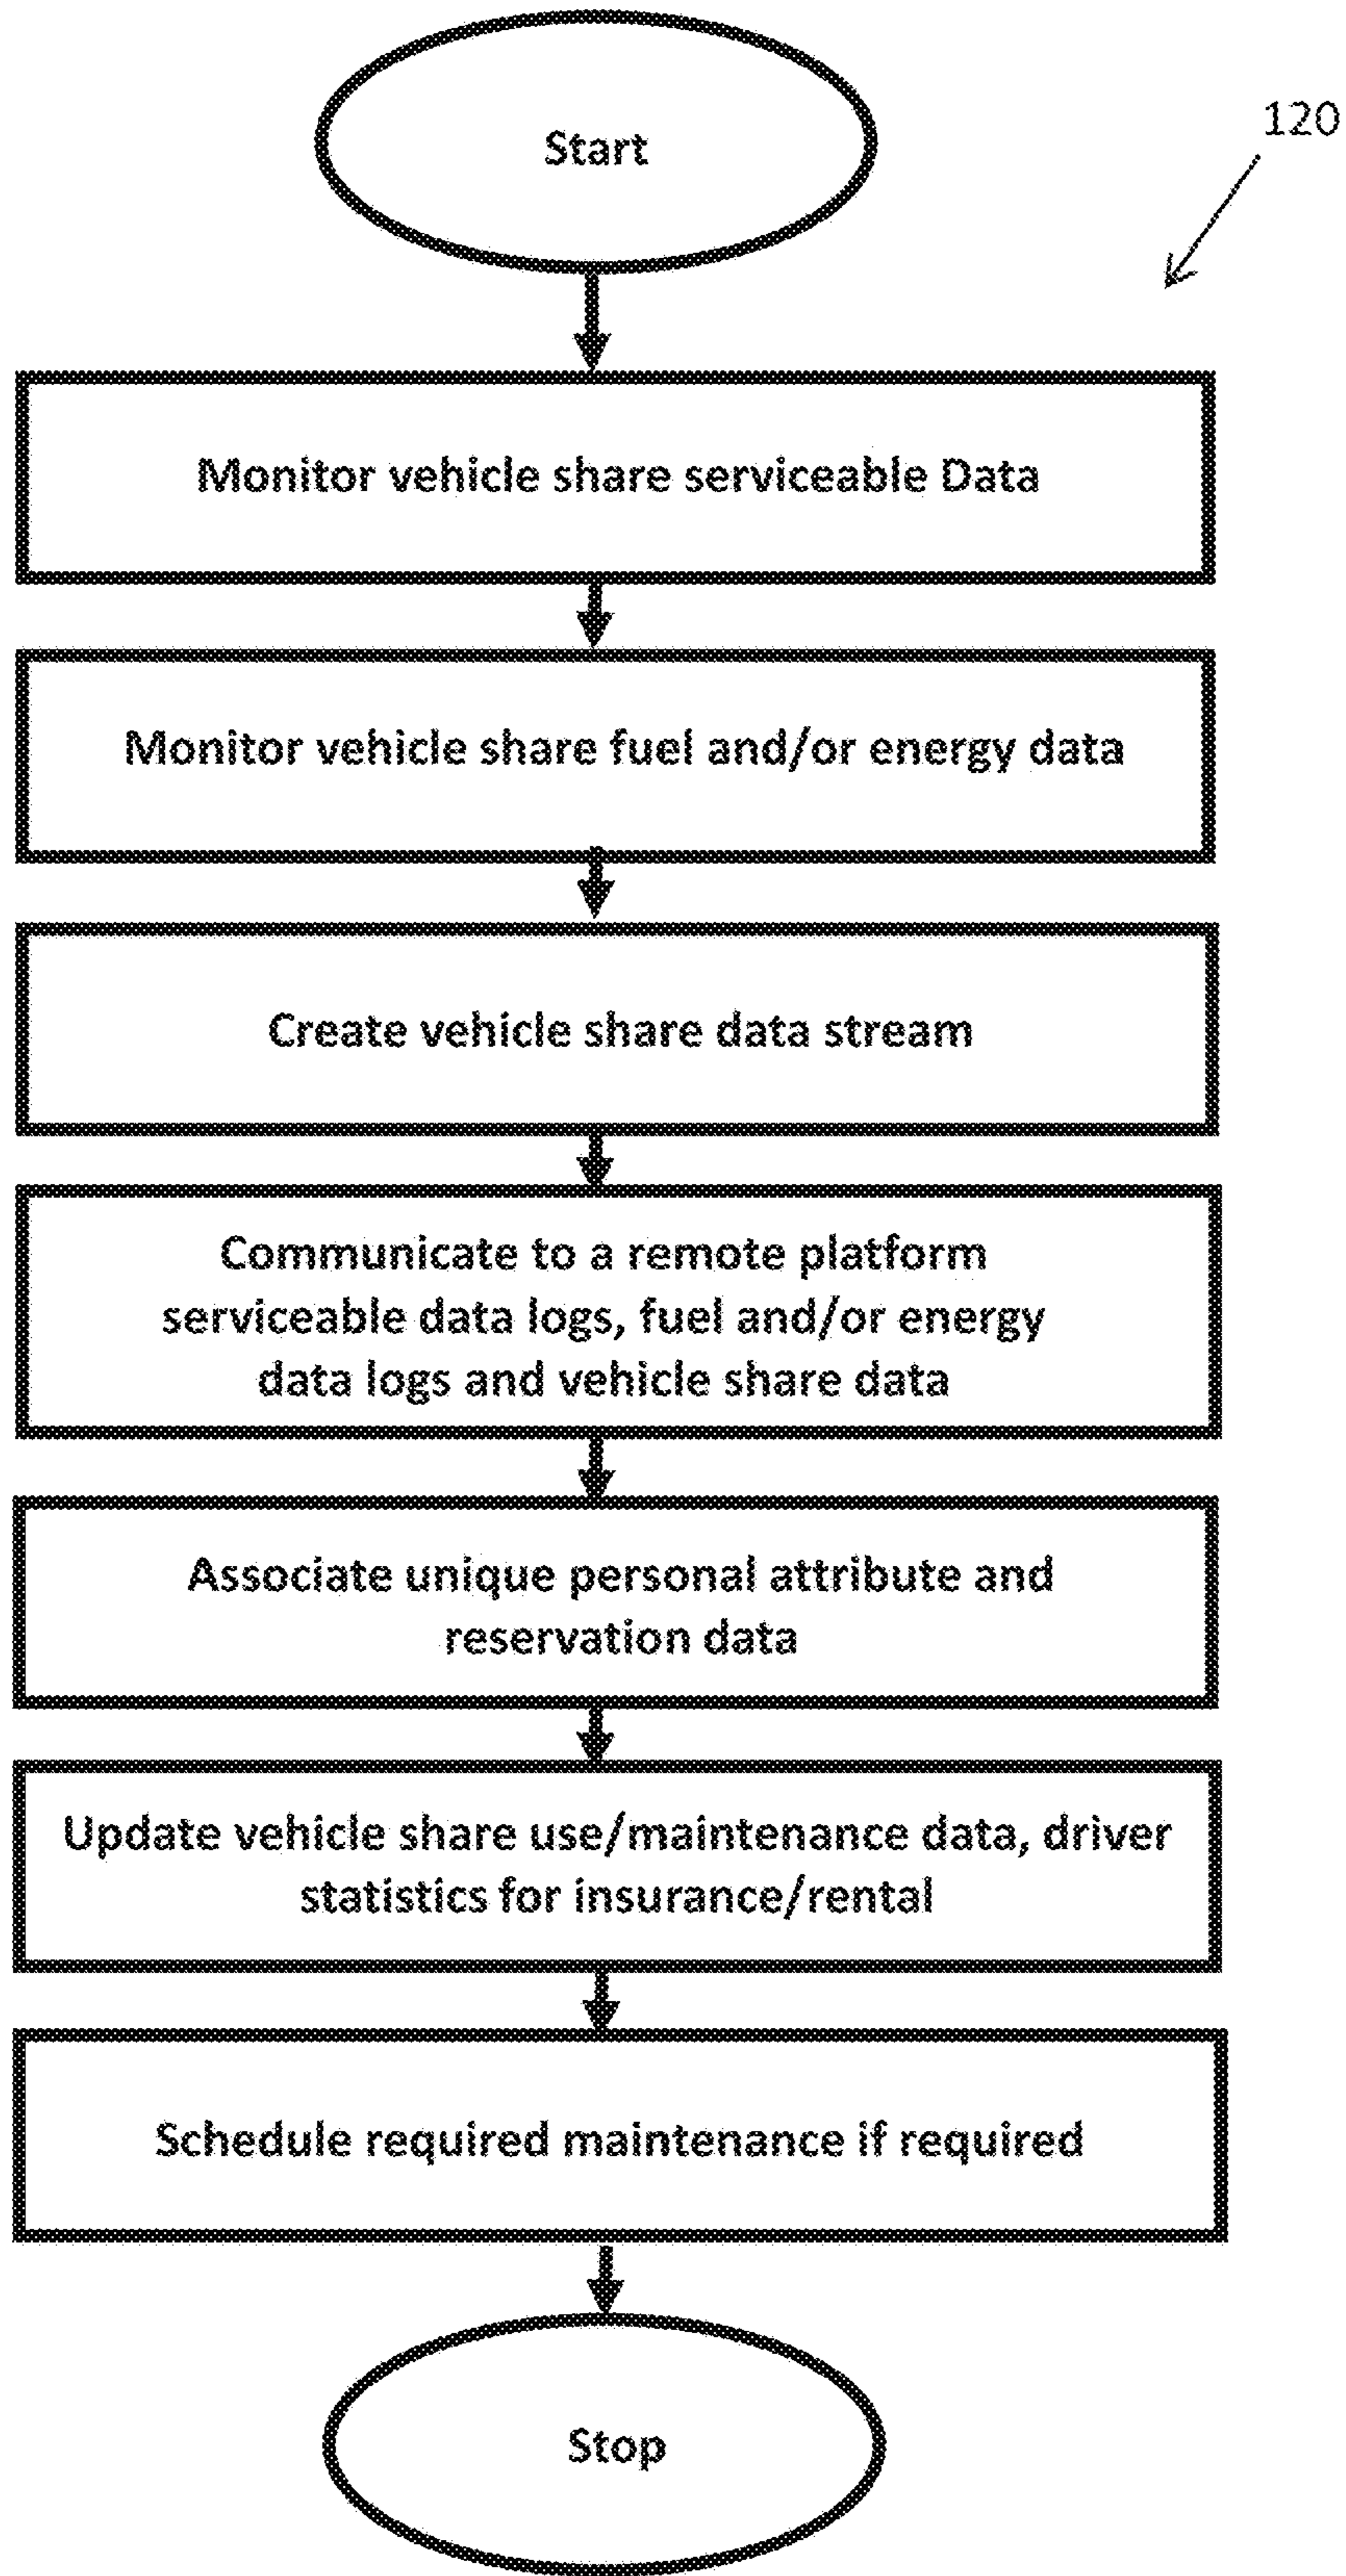 Start
120
Monitor vehicle share serviceable Data
Monitor vehicle share fuel and/or energy data
Create vehicle share data stream
Communicate to a remote platform
serviceable data logs, fuel and/or energy
data logs and vehicle share data
Associate unique personal attribute and
reservation data
Update vehicle share use/maintenance data, driver
statistics for insurance/rental
Schedule required maintenance if required
Stop